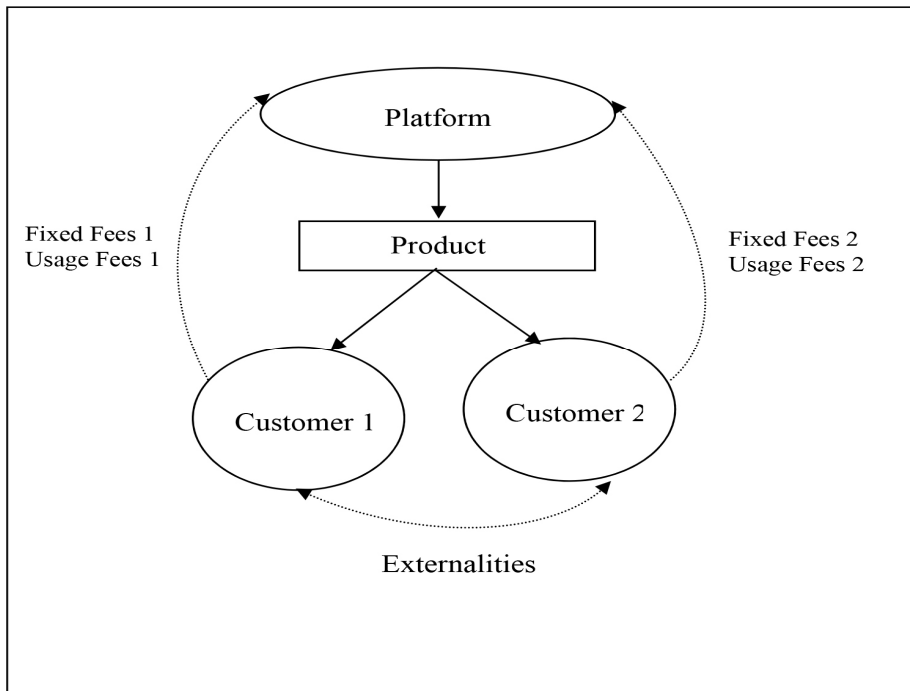 Platform
Product
Fixed Fees 1
Usage Fees 1
Fixed Fees 2
Usage Fees 2
Customer 1
Customer 2
Externalities